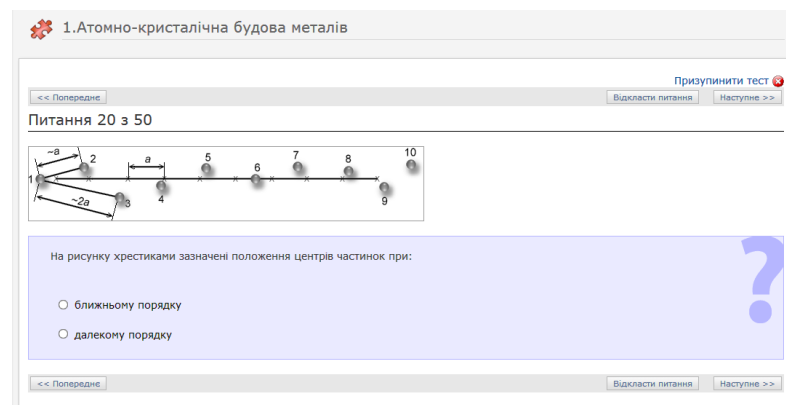 1.Атомно-кристалічна будова металів
Призупинити тест
<< Попереднє Відкласти питання Наступне >>
Питання 20 з 50
~a 2 a 5 6 7 8 10
1 3 4 9
~2a
На рисунку хрестиками зазначені положення центрів частинок при:
?
ближньому порядку
далекому порядку
<< Попереднє Відкласти питання Наступне >>